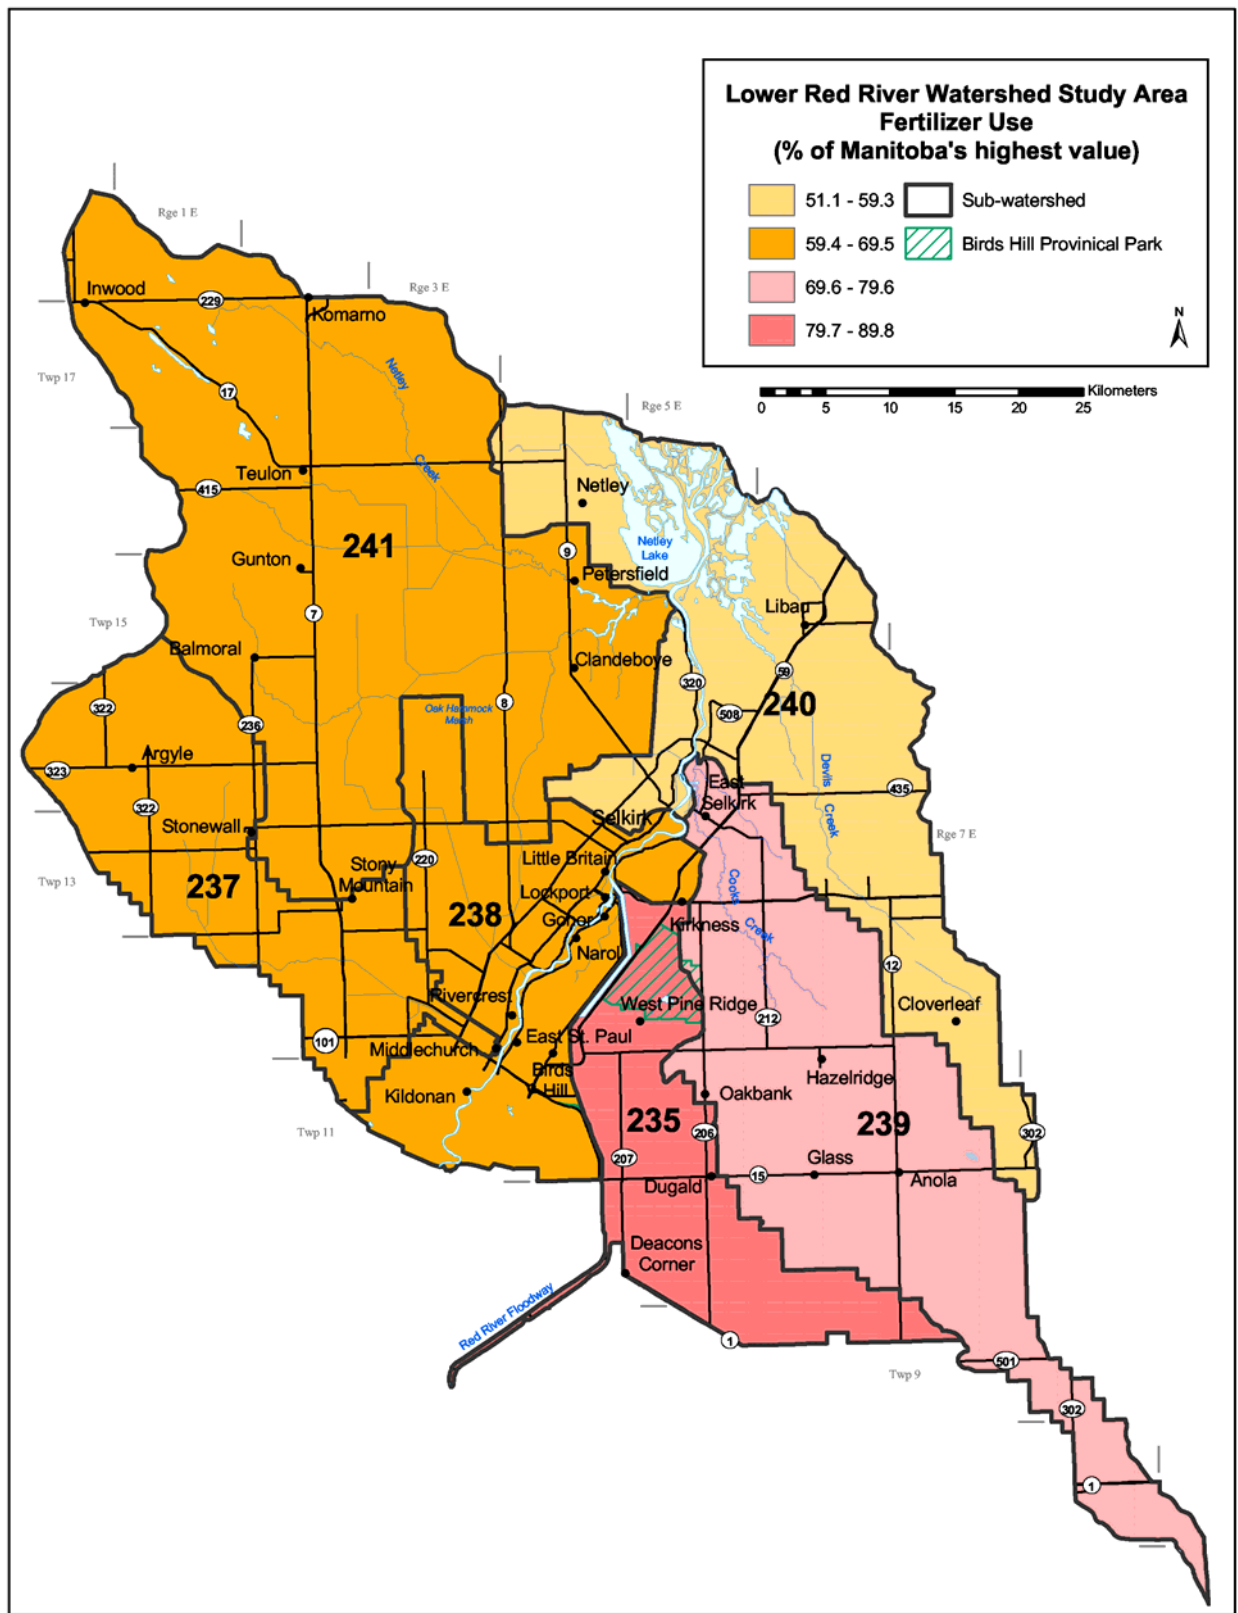 Lower Red River Watershed Study Area
Fertilizer Use
(% of Manitoba's highest value)
51.1 - 59.3
Sub-watershed
59.4 - 69.5
Birds Hill Provinical Park
69.6 - 79.6
79.7 - 89.8
N
Kilometers
0 5 10 15 20 25
Rge 1 E
Inwood
229
Rge 3 E
Komarno
Netley
Twp 17
17
Rge 5 E
Creek
Teulon
415
Netley
241
Netley
Lake
9
Gunton
Petersfield
7
Libau
Twp 15
Balmoral
Clandeboye
59
320
322
8
240
Oak Hammock
Marsh
508
236
Argyle
323
Devils
Creek
East
Selkirk
435
322
Selkirk
Stonewall
Rge 7 E
220
Little Britain
Stony
Mountain
Twp 13
237
Cooks
Creek
Lockport
238
Goner
Kirkness
Narol
12
Rivercrest
West Pine Ridge
Cloverleaf
212
101
East St. Paul
Middlechurch
Birds
Hill
Hazelridge
Kildonan
Oakbank
235
239
Twp 11
206
302
207
Glass
15
Anola
Dugald
Deacons
Corner
Red River Floodway
1
501
Twp 9
302
1